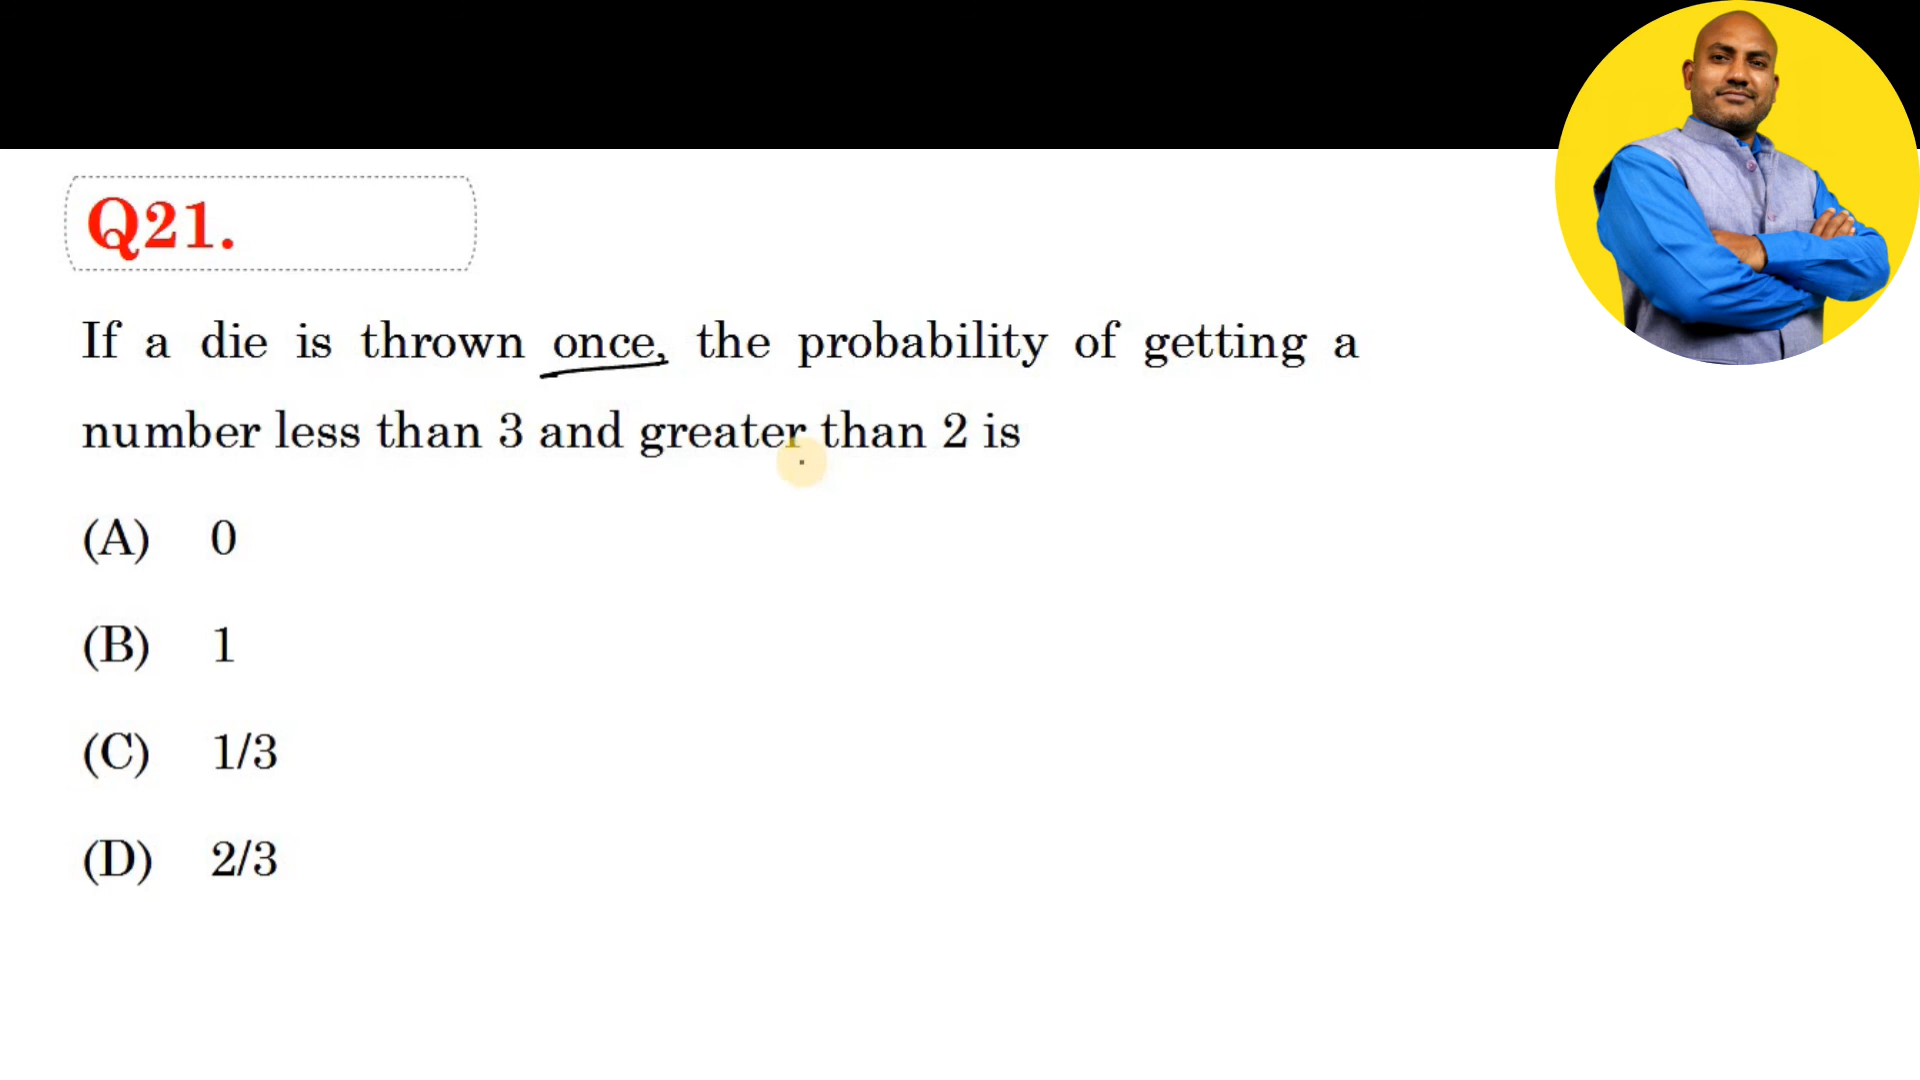 Q21.
If a die is thrown once, the probability of getting a
number less than 3 and greater than 2 is
(A) 0
(B) 1
(C) 1/3
(D) 2/3